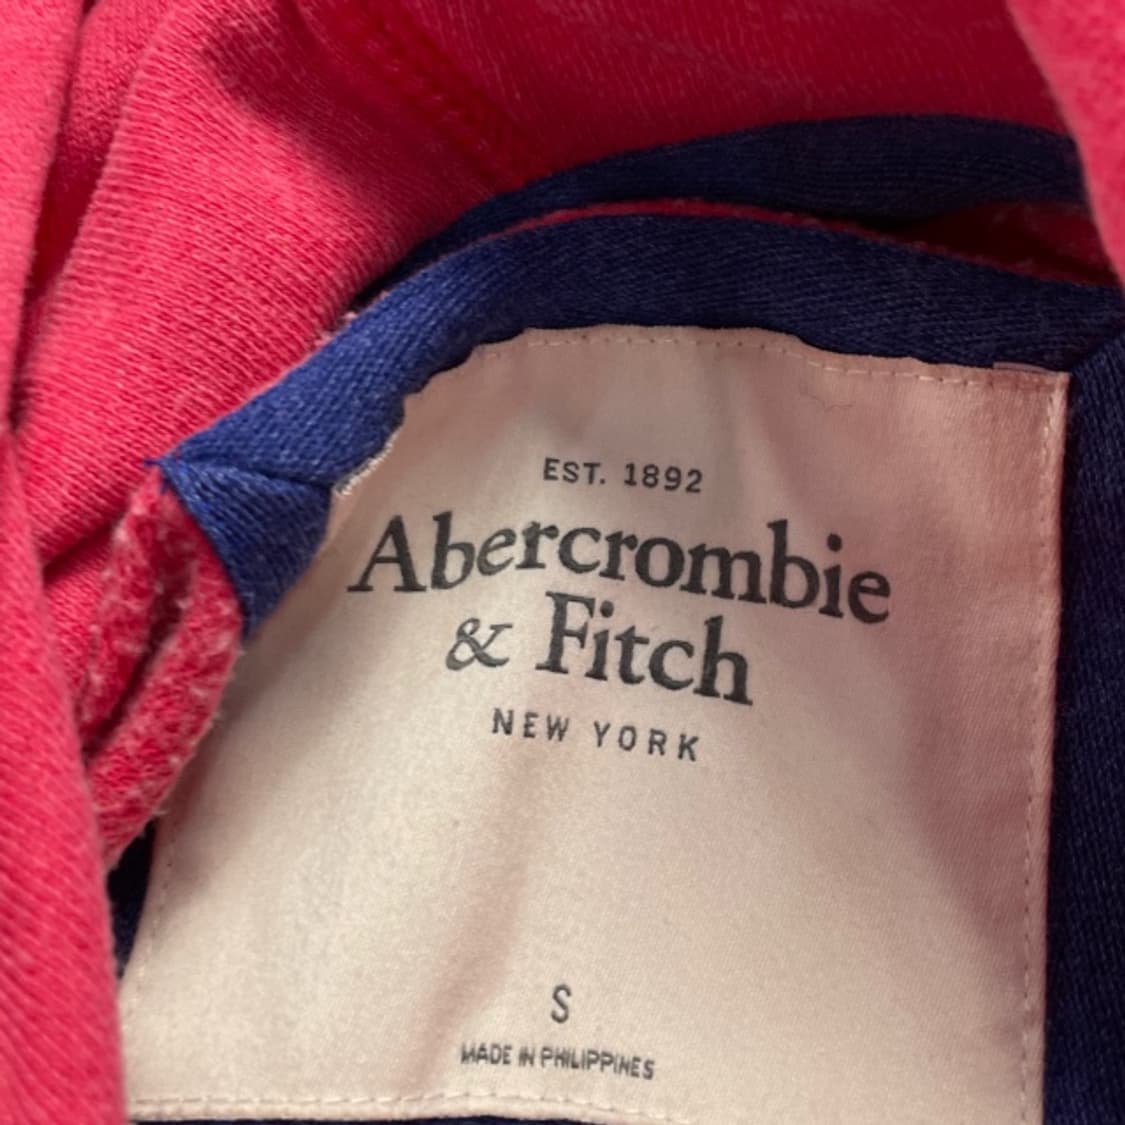 EST. 1892
Abercrombie
& Fitch
NEW YORK
S
MADE IN PHILIPPINES